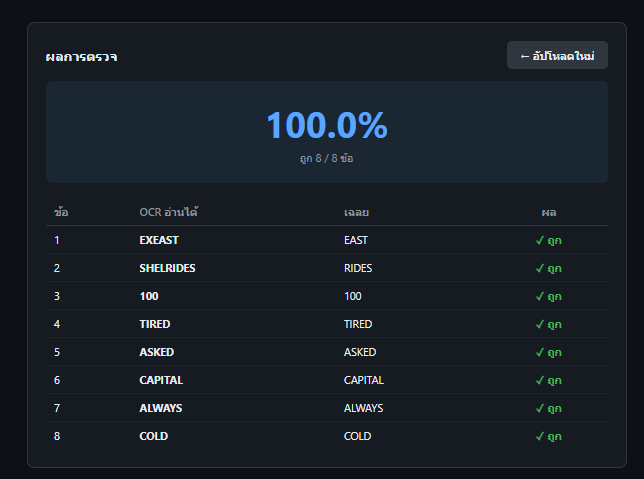 ผลการตรวจ ← อัปโหลดใหม่
100.0%
ถูก 8 / 8 ข้อ
ข้อ OCR อ่านได้ เฉลย ผล
1 EXEAST EAST ✓ ถูก
2 SHELRIDES RIDES ✓ ถูก
3 100 100 ✓ ถูก
4 TIRED TIRED ✓ ถูก
5 ASKED ASKED ✓ ถูก
6 CAPITAL CAPITAL ✓ ถูก
7 ALWAYS ALWAYS ✓ ถูก
8 COLD COLD ✓ ถูก